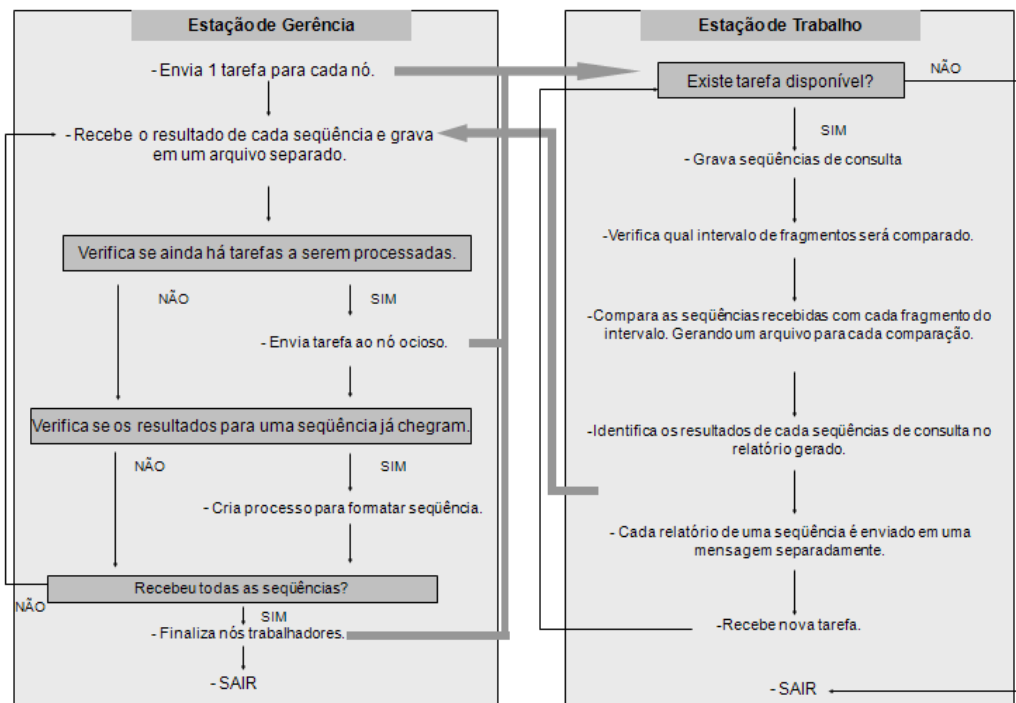 Estação de Gerência
- Envia 1 tarefa para cada nó.
- Recebe o resultado de cada seqüência e grava
em um arquivo separado.
Verifica se ainda há tarefas a serem processadas.
NÃO
SIM
- Envia tarefa ao nó ocioso.
Verifica se os resultados para uma seqüência já chegram.
NÃO
SIM
- Cria processo para formatar seqüência.
Recebeu todas as seqüências?
NÃO
SIM
- Finaliza nós trabalhadores.
- SAIR
Estação de Trabalho
Existe tarefa disponível?
NÃO
SIM
- Grava seqüências de consulta
-Verifica qual intervalo de fragmentos será comparado.
-Compara as seqüências recebidas com cada fragmento do
intervalo. Gerando um arquivo para cada comparação.
-Identifica os resultados de cada seqüências de consulta no
relatório gerado.
- Cada relatório de uma seqüência é enviado em uma
mensagem separadamente.
-Recebe nova tarefa.
- SAIR